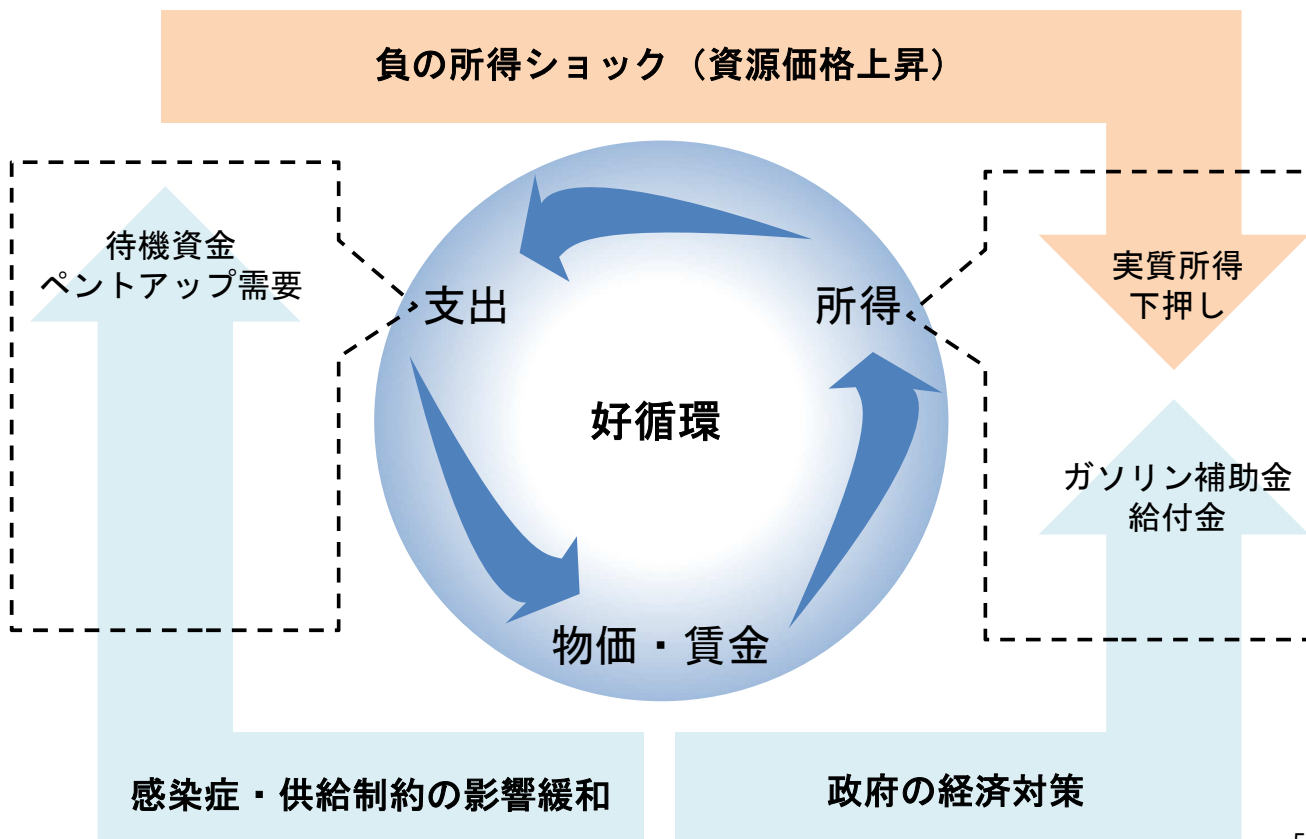 負の所得ショック（資源価格上昇）
待機資金
ペントアップ需要
支出
所得
実質所得
下押し
好循環
ガソリン補助金
給付金
物価・賃金
感染症・供給制約の影響緩和
政府の経済対策